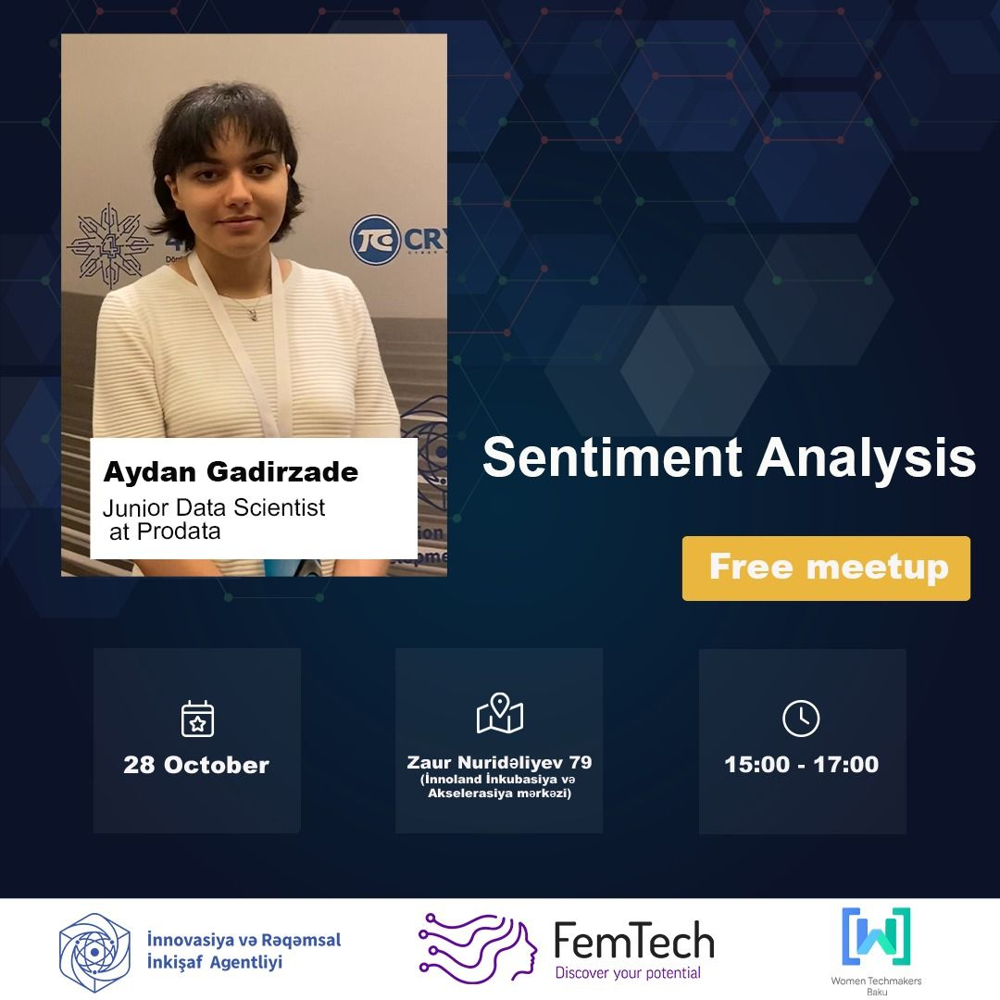 CRY
Aydan Gadirzade
Junior Data Scientist
at Prodata
Sentiment Analysis
Free meetup
28 October
Zaur Nuridəliyev 79
(İnnoland İnkubasiya və
Akselerasiya mərkəzi)
15:00 - 17:00
İnnovasiya və Rəqəmsal
İnkişaf Agentliyi
FemTech
Discover your potential
Women Techmakers
Baku